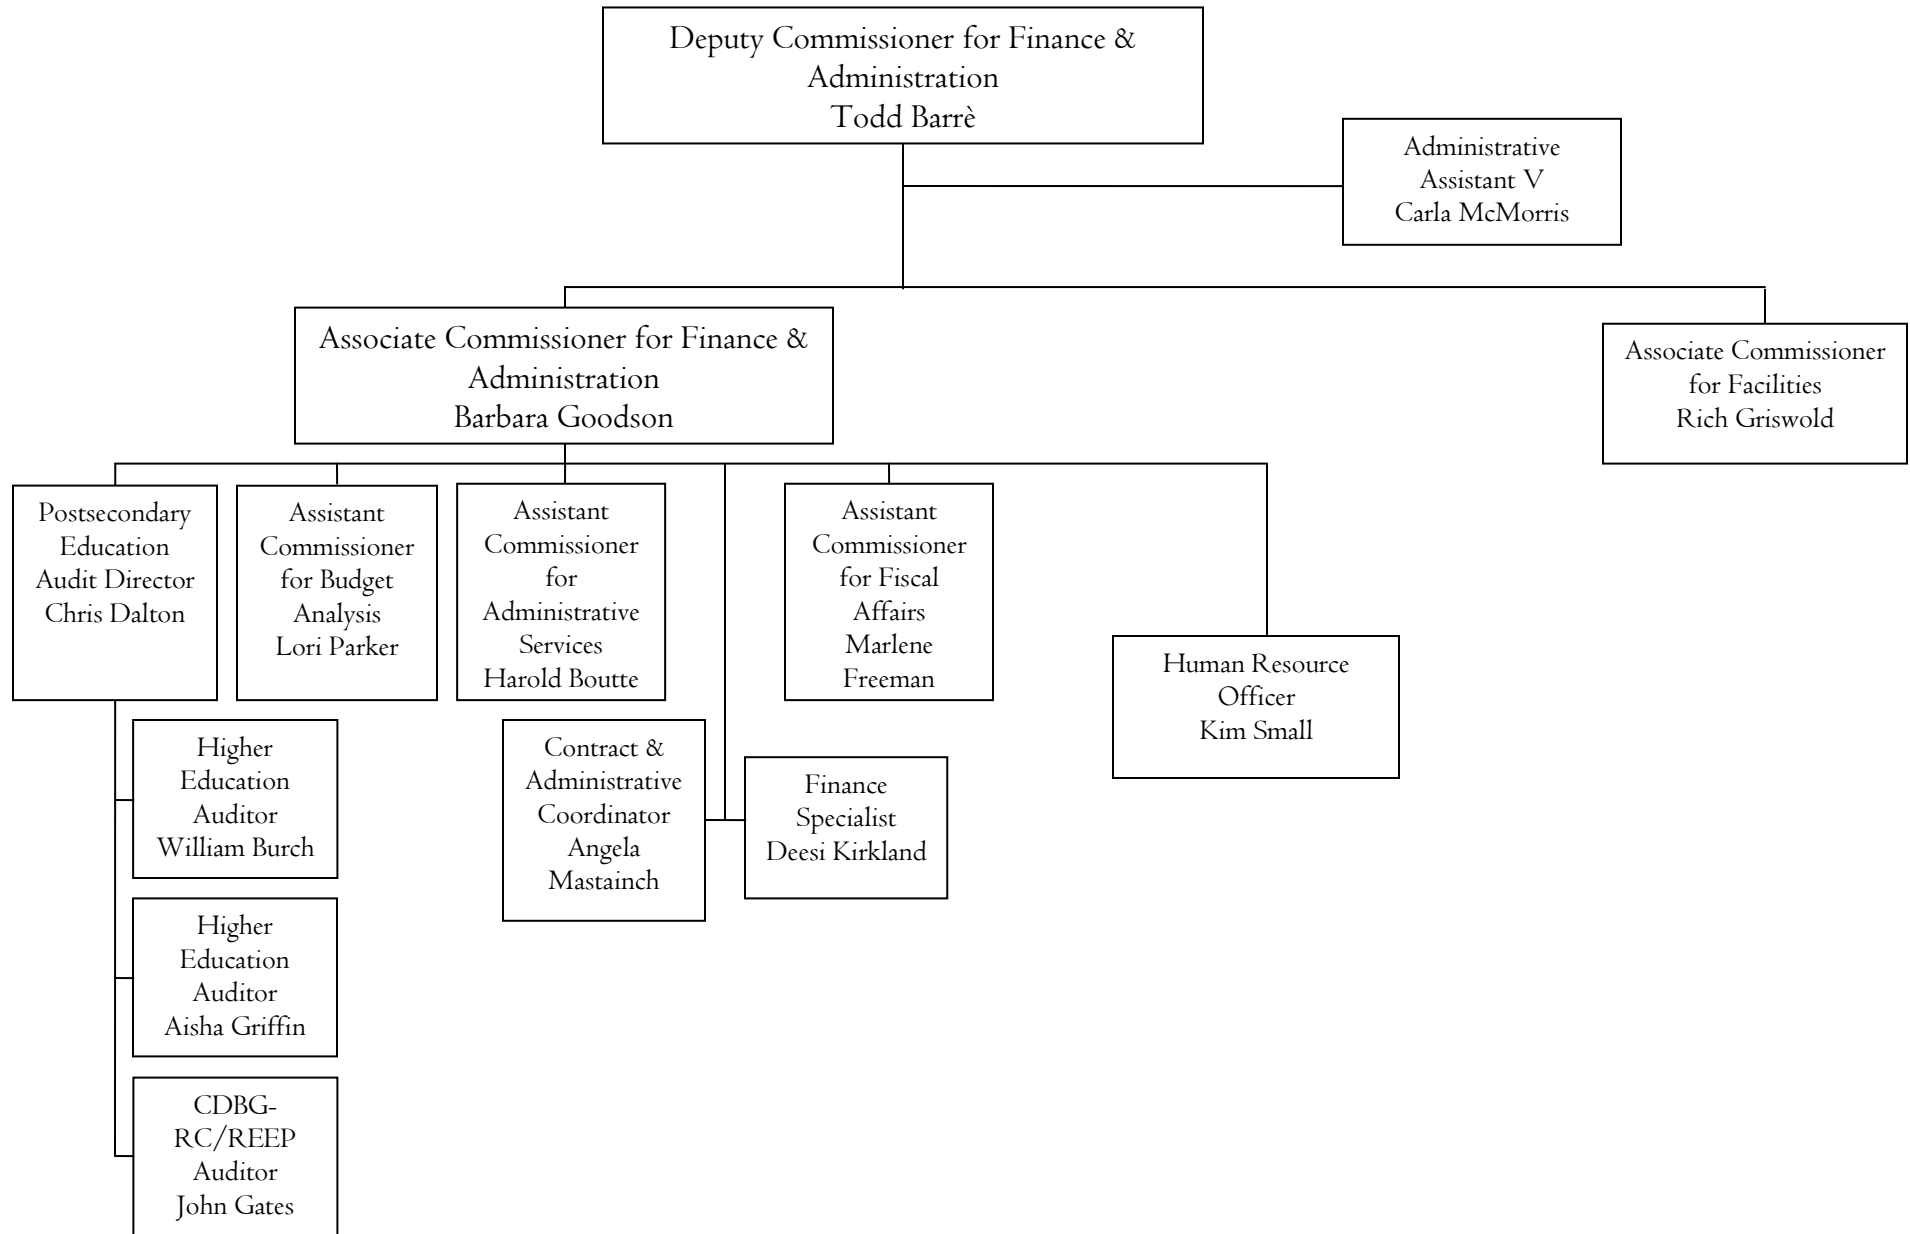 Deputy Commissioner for Finance &
Administration
Todd Barrè
Administrative
Assistant V
Carla McMorris
Associate Commissioner for Finance &
Administration
Barbara Goodson
Associate Commissioner
for Facilities
Rich Griswold
Postsecondary
Education
Audit Director
Chris Dalton
Assistant
Commissioner
for Budget
Analysis
Lori Parker
Assistant
Commissioner
for
Administrative
Services
Harold Boutte
Assistant
Commissioner
for Fiscal
Affairs
Marlene
Freeman
Human Resource
Officer
Kim Small
Higher
Education
Auditor
William Burch
Contract &
Administrative
Coordinator
Angela
Mastainch
Finance
Specialist
Deesi Kirkland
Higher
Education
Auditor
Aisha Griffin
CDBG-
RC/REEP
Auditor
John Gates